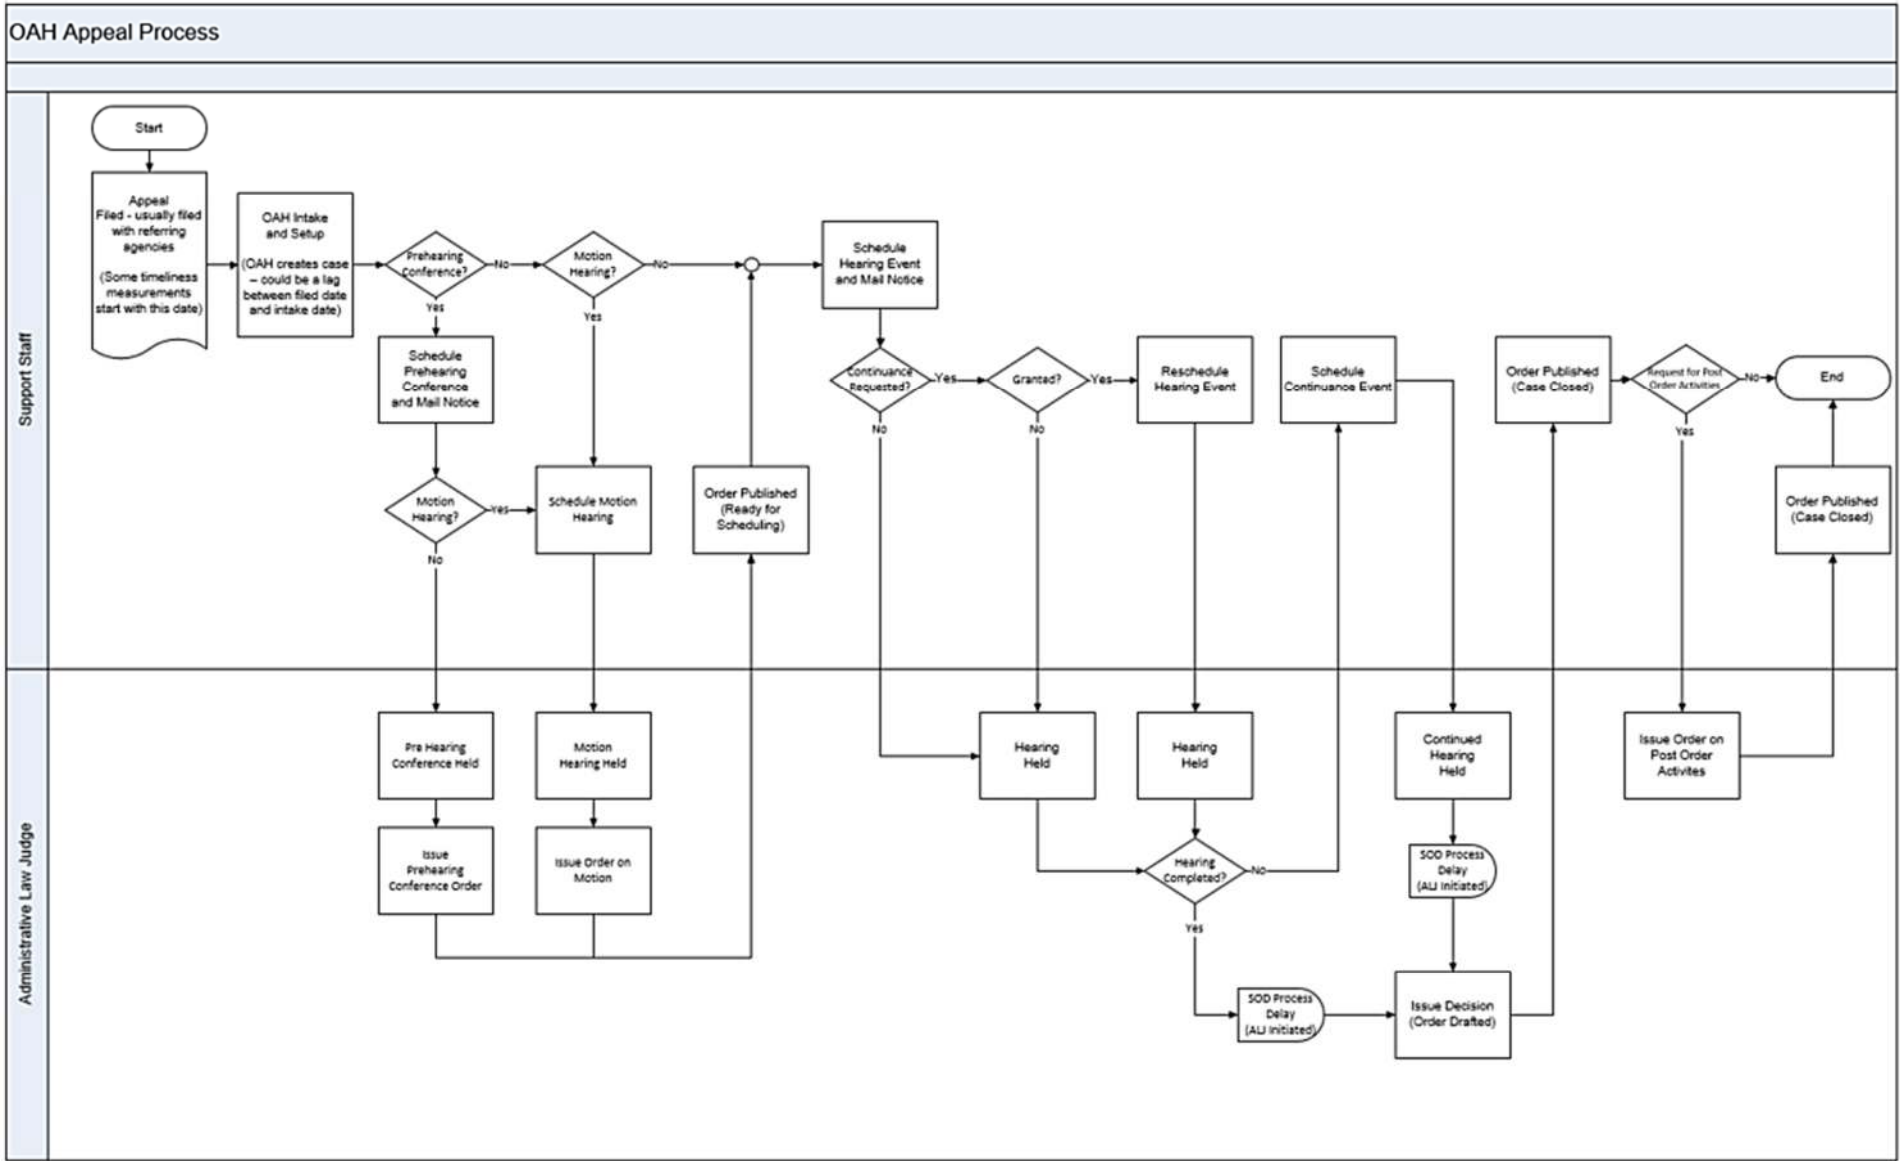 OAH Appeal Process
Support Staff
Start
Appeal
Filed - usually filed
with referring
agencies
(Some timeliness
measurements
start with this date)
OAH Intake
and Setup
(OAH creates case
– could be a lag
between filed date
and intake date)
Prehearing
Conference?
No
Yes
Motion
Hearing?
No
Yes
Schedule
Prehearing
Conference
and Mail Notice
Motion
Hearing?
Yes
No
Schedule Motion
Hearing
Order Published
(Ready for
Scheduling)
Schedule
Hearing Event
and Mail Notice
Continuance
Requested?
Yes
No
Granted?
Yes
No
Reschedule
Hearing Event
Schedule
Continuance Event
Order Published
(Case Closed)
Request for Post
Order Activities
No
Yes
End
Order Published
(Case Closed)
Administrative Law Judge
Pre Hearing
Conference Held
Issue
Prehearing
Conference Order
Motion
Hearing Held
Issue Order on
Motion
Hearing
Held
Hearing
Held
Hearing
Completed?
No
Yes
SOD Process
Delay
(ALJ Initiated)
Continued
Hearing
Held
SOD Process
Delay
(ALJ Initiated)
Issue Decision
(Order Drafted)
Issue Order on
Post Order
Activites